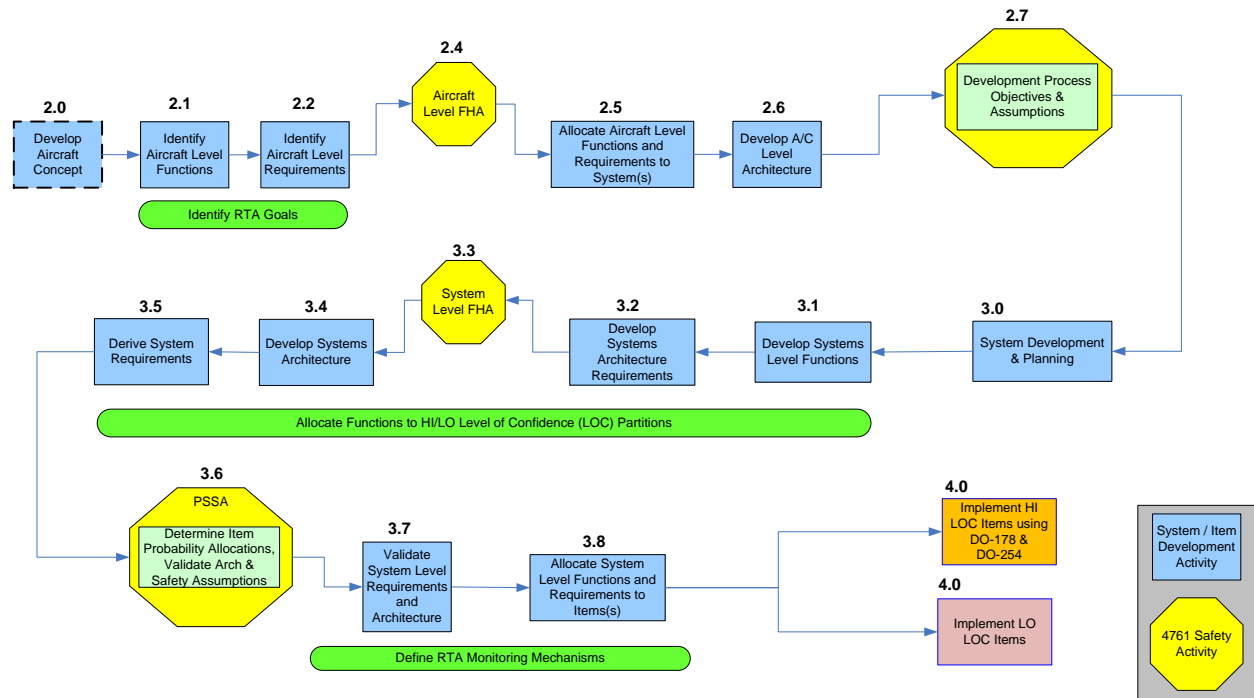 2.0
Develop
Aircraft
Concept
2.1
Identify
Aircraft Level
Functions
2.2
Identify
Aircraft Level
Requirements
2.4
Aircraft
Level FHA
2.5
Allocate Aircraft Level
Functions and
Requirements to
System(s)
2.6
Develop A/C
Level
Architecture
2.7
Development Process
Objectives &
Assumptions
Identify RTA Goals
3.5
Derive System
Requirements
3.4
Develop Systems
Architecture
3.3
System
Level FHA
3.2
Develop
Systems
Architecture
Requirements
3.1
Develop Systems
Level Functions
3.0
System Development
& Planning
Allocate Functions to HI/LO Level of Confidence (LOC) Partitions
3.6
PSSA
Determine Item
Probability Allocations,
Validate Arch &
Safety Assumptions
3.7
Validate
System Level
Requirements
and
Architecture
3.8
Allocate System
Level Functions and
Requirements to
Items(s)
4.0
Implement HI
LOC Items using
DO-178 &
DO-254
4.0
Implement LO
LOC Items
Define RTA Monitoring Mechanisms
System / Item
Development
Activity
4761 Safety
Activity